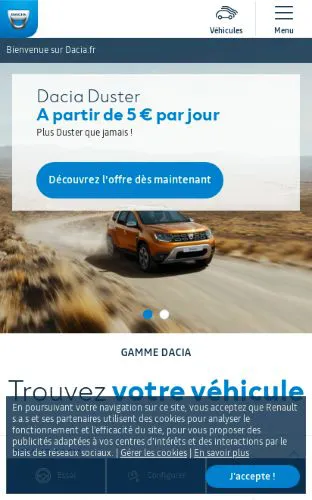 DACIA
Véhicules
Menu
Bienvenue sur Dacia.fr
Dacia Duster
A partir de 5 € par jour
Plus Duster que jamais !
Découvrez l'offre dès maintenant
GAMME DACIA
Trouvez votre véhicule
En poursuivant votre navigation sur ce site, vous acceptez que Renault
s.a.s et ses partenaires utilisent des cookies pour analyser le
fonctionnement et l'efficacité du site, pour vous proposer des
publicités adaptées à vos centres d'intérêts et des interactions par le
biais des réseaux sociaux. | Gérer les cookies | En savoir plus
Essai
Configurer
J'accepte !